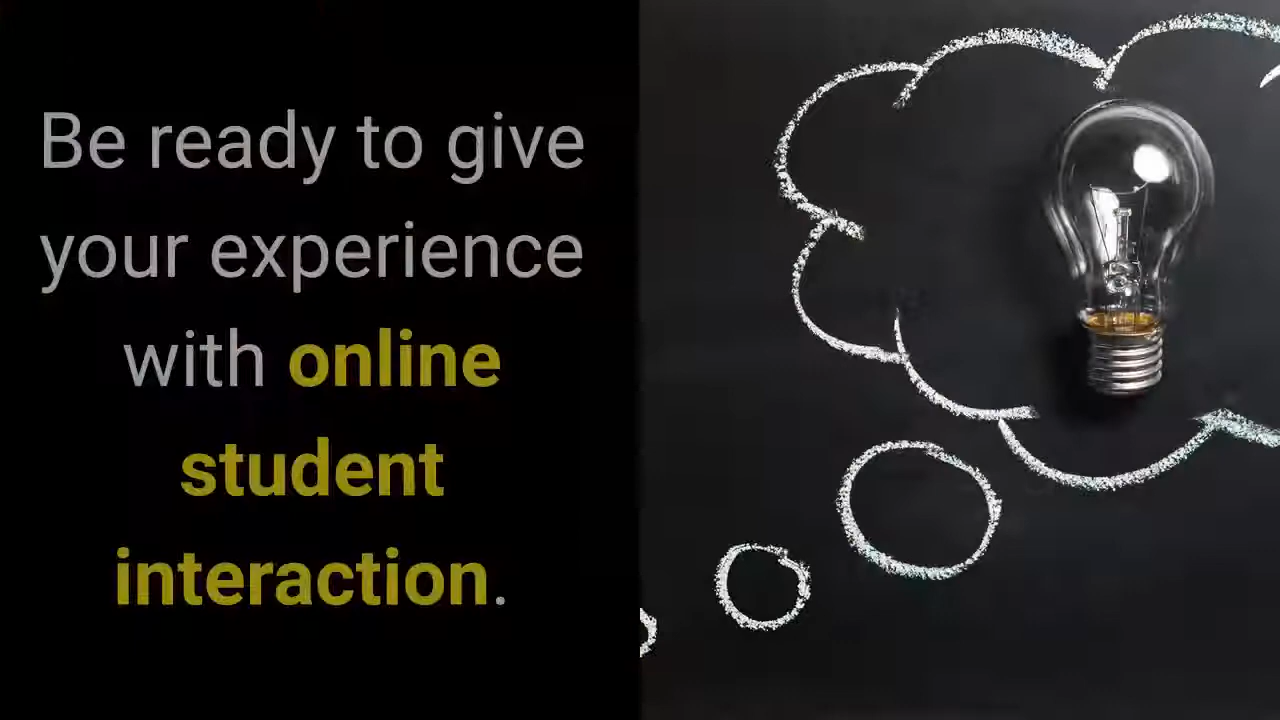 Be ready to give
your experience
with online
student
interaction.